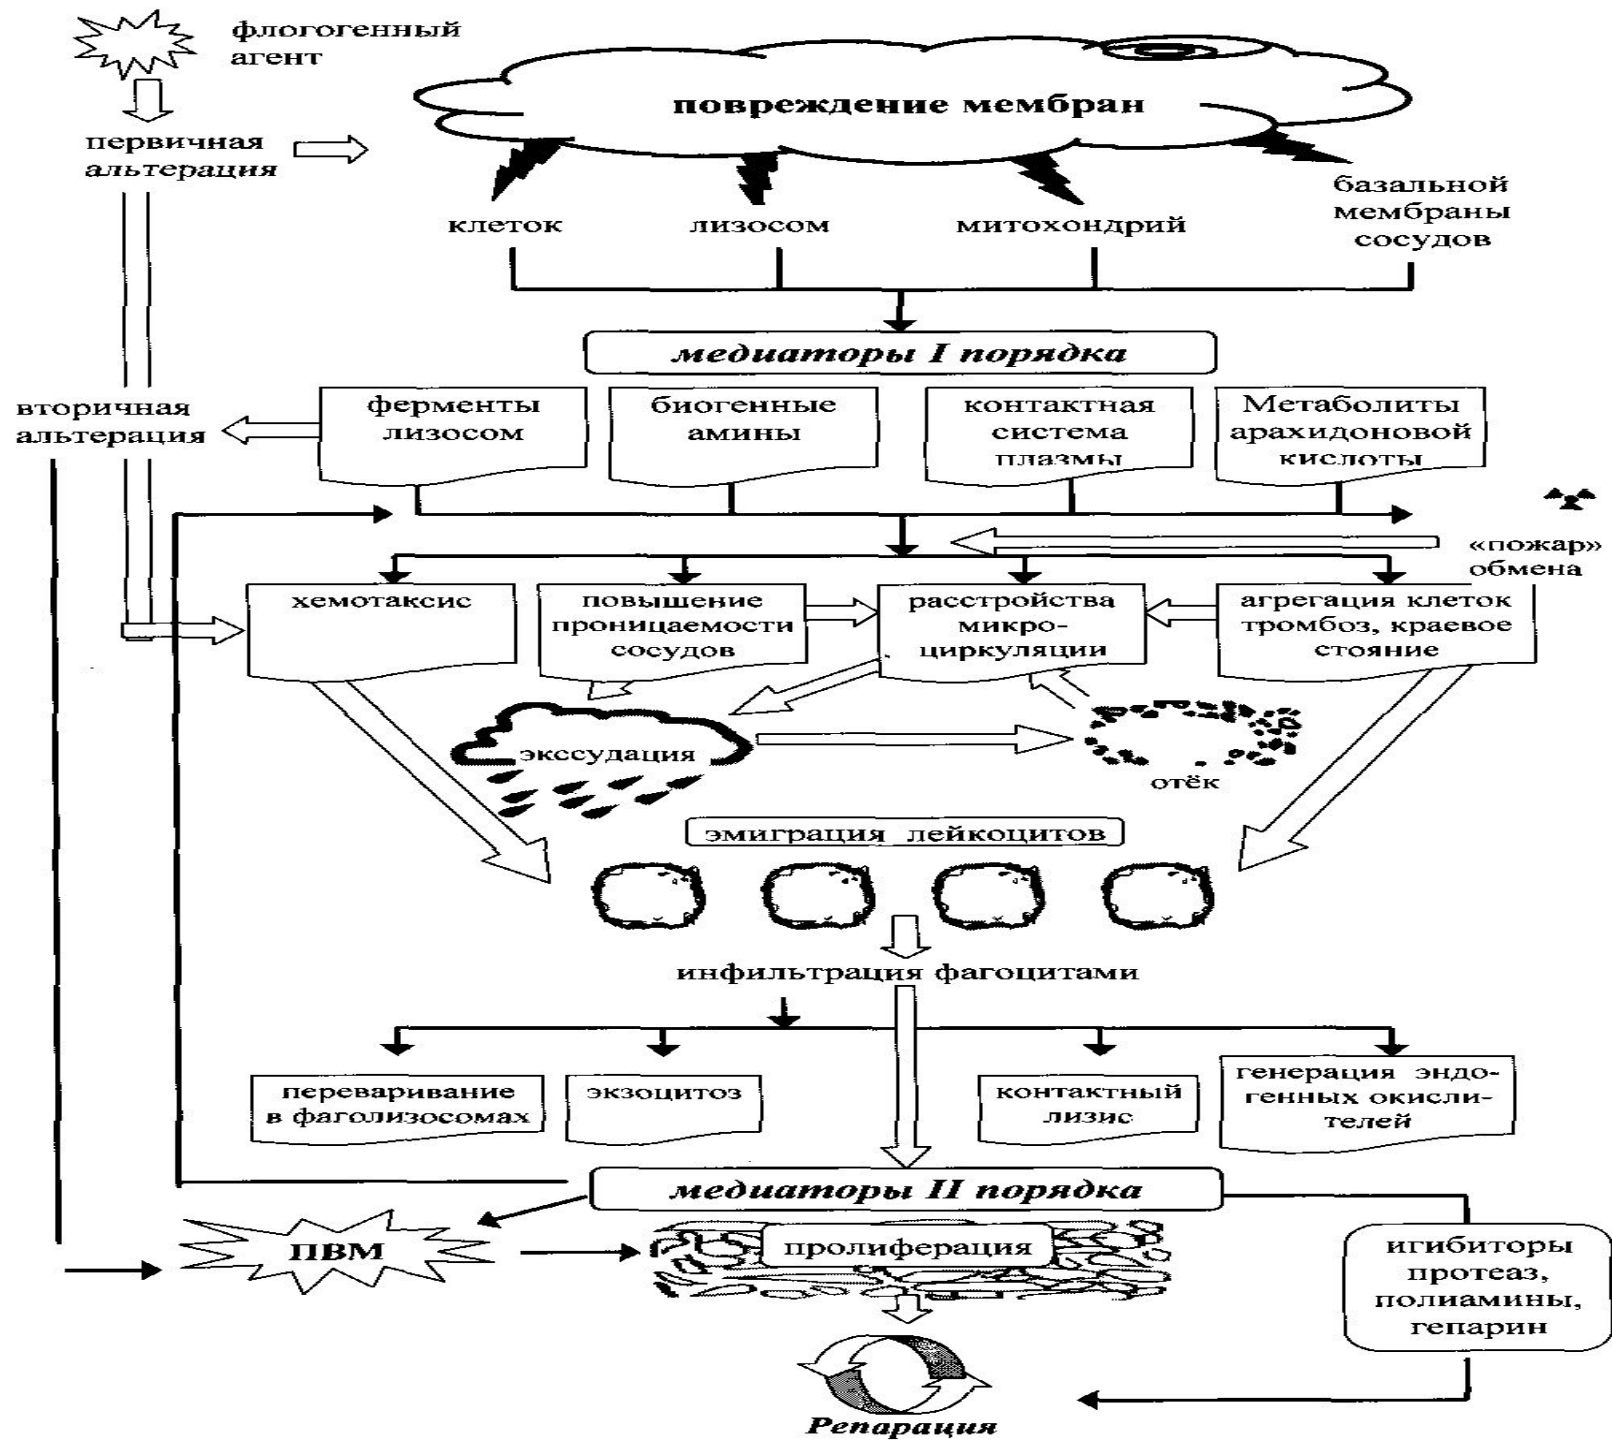 флогогенный
агент
повреждение мембран
первичная
альтерация
клеток
лизосом
митохондрий
базальной
мембраны
сосудов
медиаторы I порядка
вторичная
альтерация
ферменты
лизосом
биогенные
амины
контактная
система
плазмы
Метаболиты
арахидоновой
кислоты
«пожар»
обмена
хемотаксис
повышение
проницаемости
сосудов
расстройства
микро-
циркуляции
агрегация клеток
тромбоз, краевое
стояние
экссудация
отёк
эмиграция лейкоцитов
инфильтрация фагоцитами
переваривание
в фаголизосомах
экзоцитоз
контактный
лизис
генерация эндо-
генных окисли-
телей
медиаторы II порядка
ПВМ
пролиферация
игибиторы
протеаз,
полиамины,
гепарин
Репарация